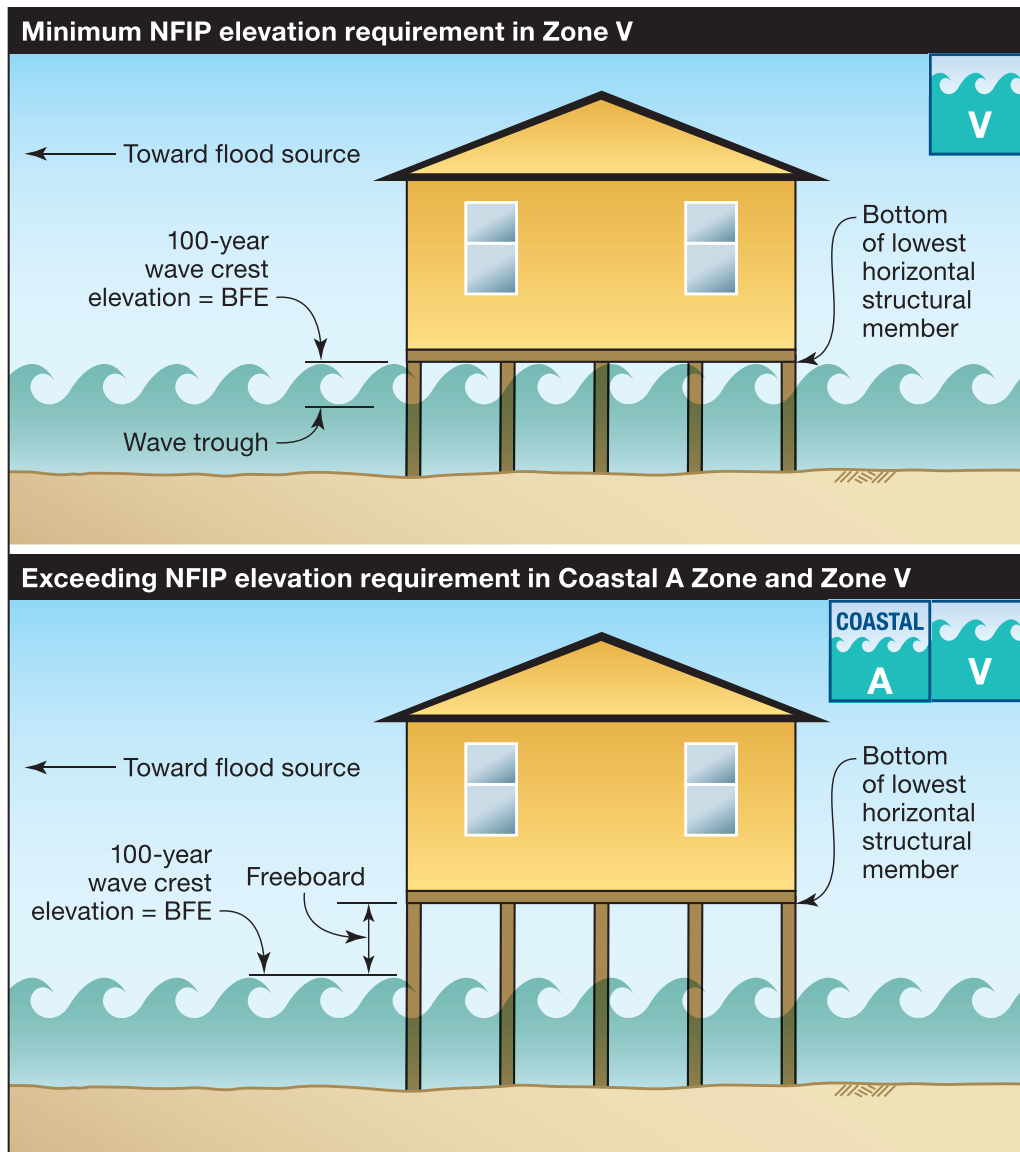 Minimum NFIP elevation requirement in Zone V
V
Toward flood source
100-year
wave crest
elevation = BFE
Bottom
of lowest
horizontal
structural
member
Wave trough
Exceeding NFIP elevation requirement in Coastal A Zone and Zone V
COASTAL
A
V
Toward flood source
Bottom
of lowest
horizontal
structural
member
100-year
wave crest
elevation = BFE
Freeboard